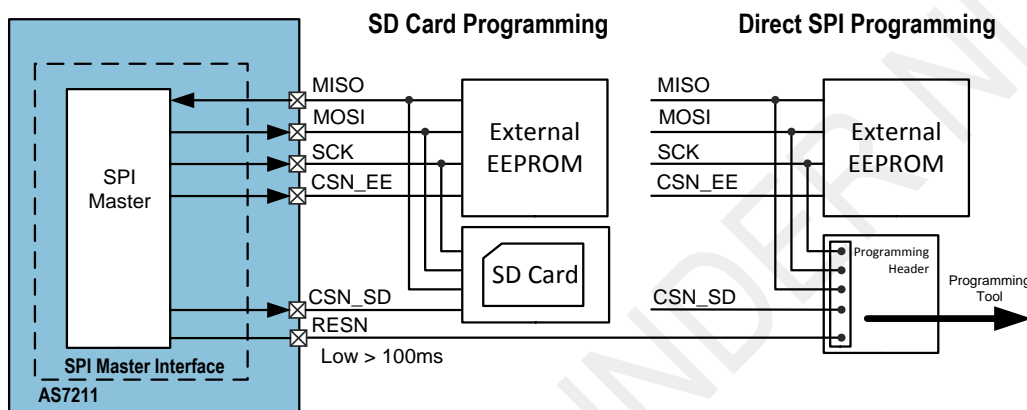 SD Card Programming
Direct SPI Programming
MISO
MOSI
SCK
CSN_EE
SPI
Master
External
EEPROM
SD Card
CSN_SD
RESN
Low > 100ms
SPI Master Interface
AS7211
MISO
MOSI
SCK
CSN_EE
External
EEPROM
Programming
Header
CSN_SD
Programming
Tool